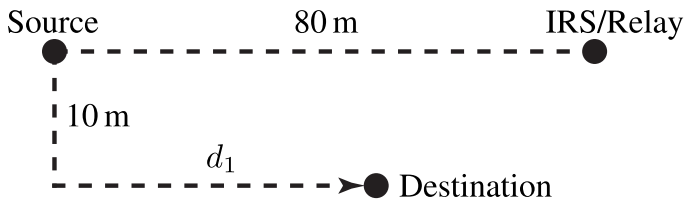 Source 80 m IRS/Relay
10 m
d₁
Destination